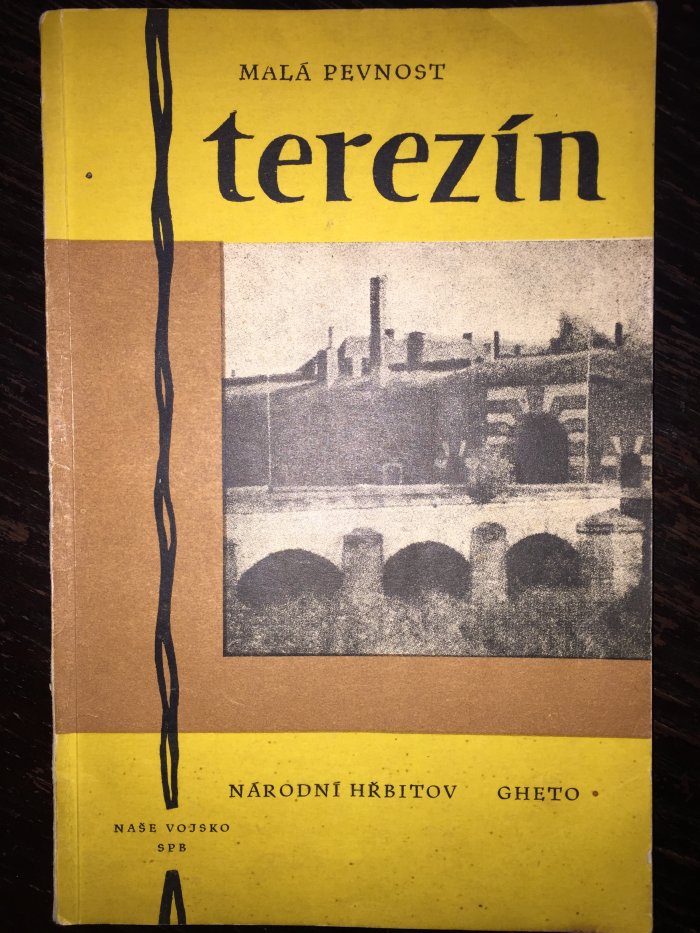 MALÁ PEVNOST
terezín
NÁRODNÍ HŘBITOV GHETO
NAŠE VOJSKO
SPB